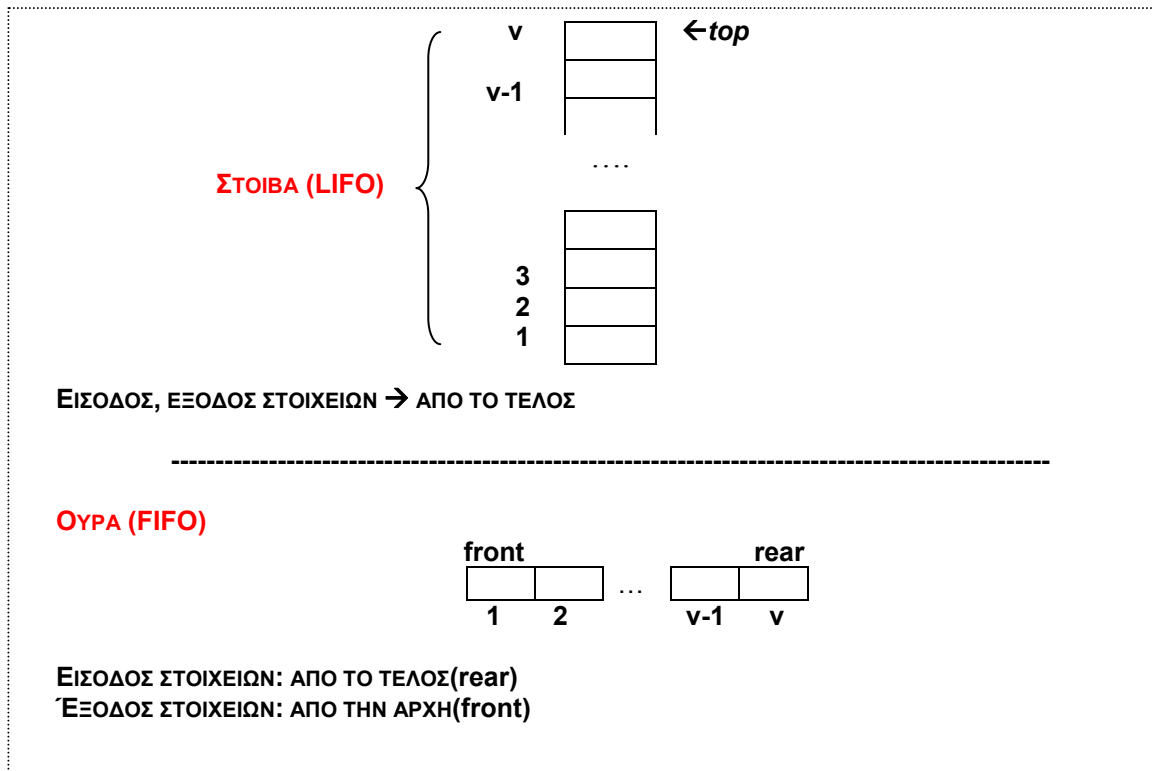 ν ←top
ν-1
....
ΣΤΟΙΒΑ (LIFO)
3
2
1
ΕΙΣΟΔΟΣ, ΕΞΟΔΟΣ ΣΤΟΙΧΕΙΩΝ → ΑΠΟ ΤΟ ΤΕΛΟΣ
ΟΥΡΑ (FIFO)
front rear
...
1 2 ν-1 ν
ΕΙΣΟΔΟΣ ΣΤΟΙΧΕΙΩΝ: ΑΠΟ ΤΟ ΤΕΛΟΣ(rear)
΄ΕΞΟΔΟΣ ΣΤΟΙΧΕΙΩΝ: ΑΠΟ ΤΗΝ ΑΡΧΗ(front)